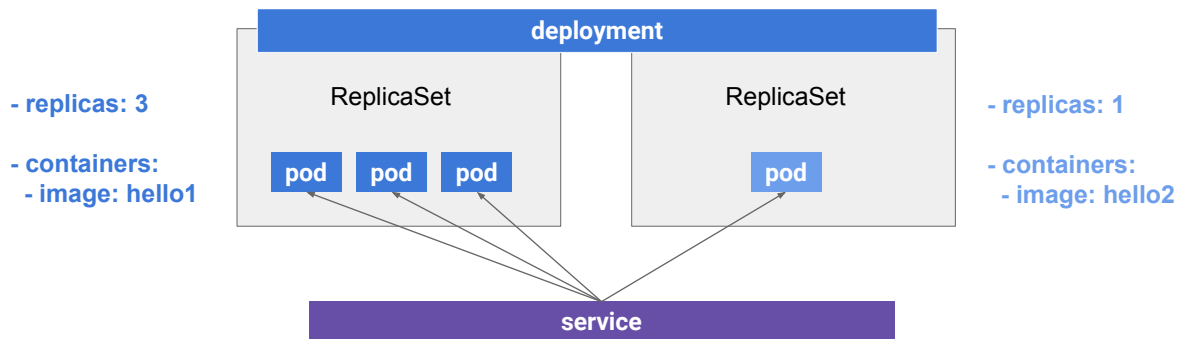 deployment
- replicas: 3
- containers:
- image: hello1
ReplicaSet
pod pod pod
ReplicaSet
pod
- replicas: 1
- containers:
- image: hello2
service